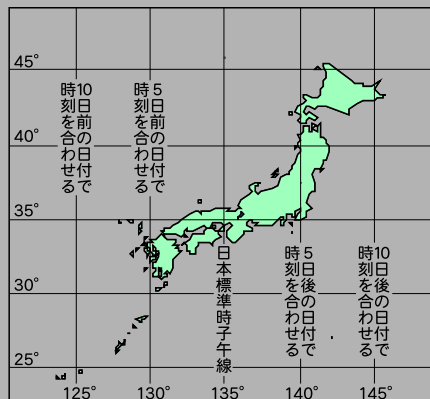 45°
40°
35°
30°
25°
10日前の日付で
時刻を合わせる
5日前の日付で
時刻を合わせる
日本標準時子午線
5日後の日付で
時刻を合わせる
10日後の日付で
時刻を合わせる
125°
130°
135°
140°
145°